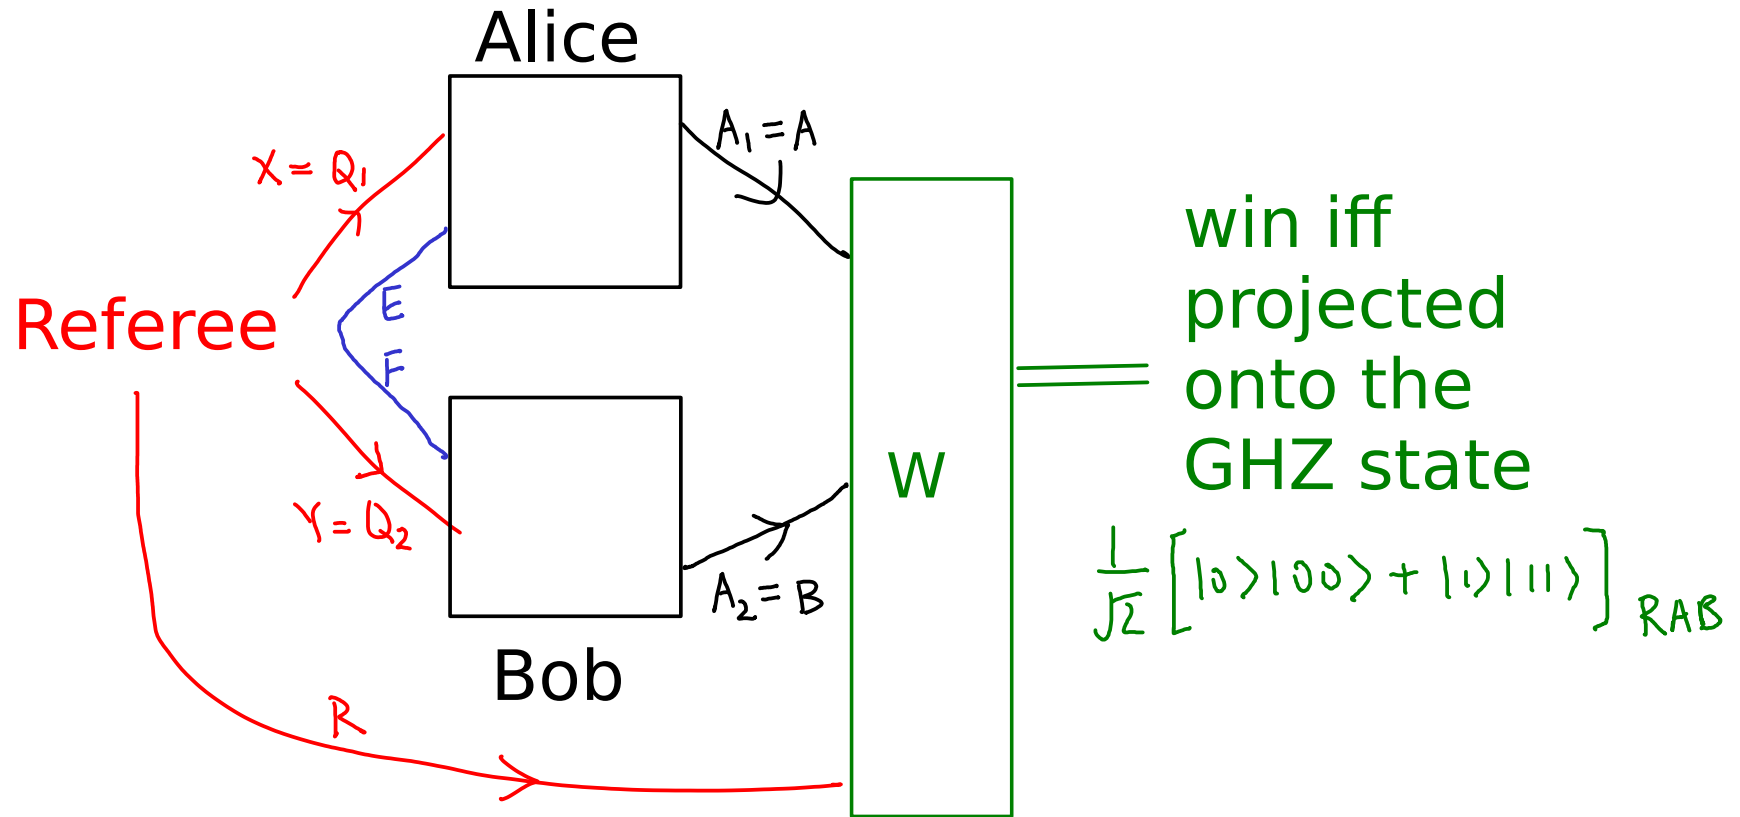 Alice
A₁ = A
X = Q₁
Referee
E
F
Y = Q₂
A₂ = B
Bob
R
W
win iff
projected
onto the
GHZ state
1/√2 [|0⟩|00⟩ + |1⟩|11⟩]_RAB